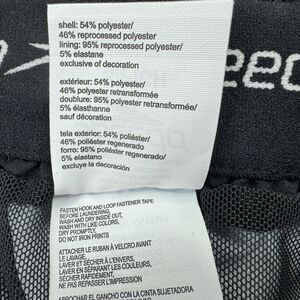 eed
shell: 54% polyester/
46% reprocessed polyester/
lining: 95% reprocessed polyester/
5% elastane
exclusive of decoration
extérieur: 54% polyester/
46% polyester retransformée
doublure: 95% polyester retransformée/
5% élasthanne
sauf décoration
tela exterior: 54% poliéster/
46% poliéster regenerado
forro: 95% poliéster regenerado/
5% elastano
excluye la decoración
FASTEN HOOK AND LOOP FASTENER TAPE
BEFORE LAUNDERING,
WASH AND DRY INSIDE OUT,
WASH WITH LIKE COLORS,
DRY PROMPTLY,
DO NOT IRON PRINTS
ATTACHER LE RUBAN À VELCRO AVANT
LE LAVAGE,
LAVER ET SÉCHER À L'ENVERS,
LAVER EN SÉPARANT LES COULEURS,
SÉCHER RAPIDEMENT,
NE PAS REPASSER L'IMPRESSION
ABROCHAR EL GANCHO CON LA CINTA SUJETADORA